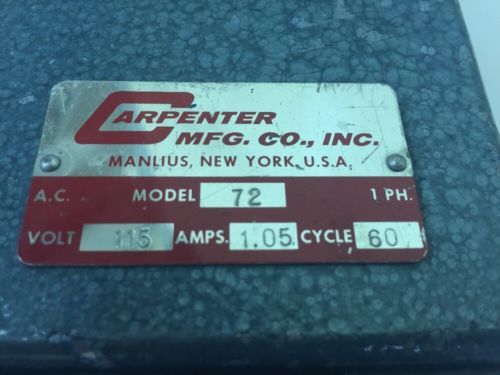 CARPENTER
MFG. CO., INC.
MANLIUS, NEW YORK, U.S.A.
A.C. MODEL 72 1 PH.
VOLT 115 AMPS. 1.05 CYCLE 60